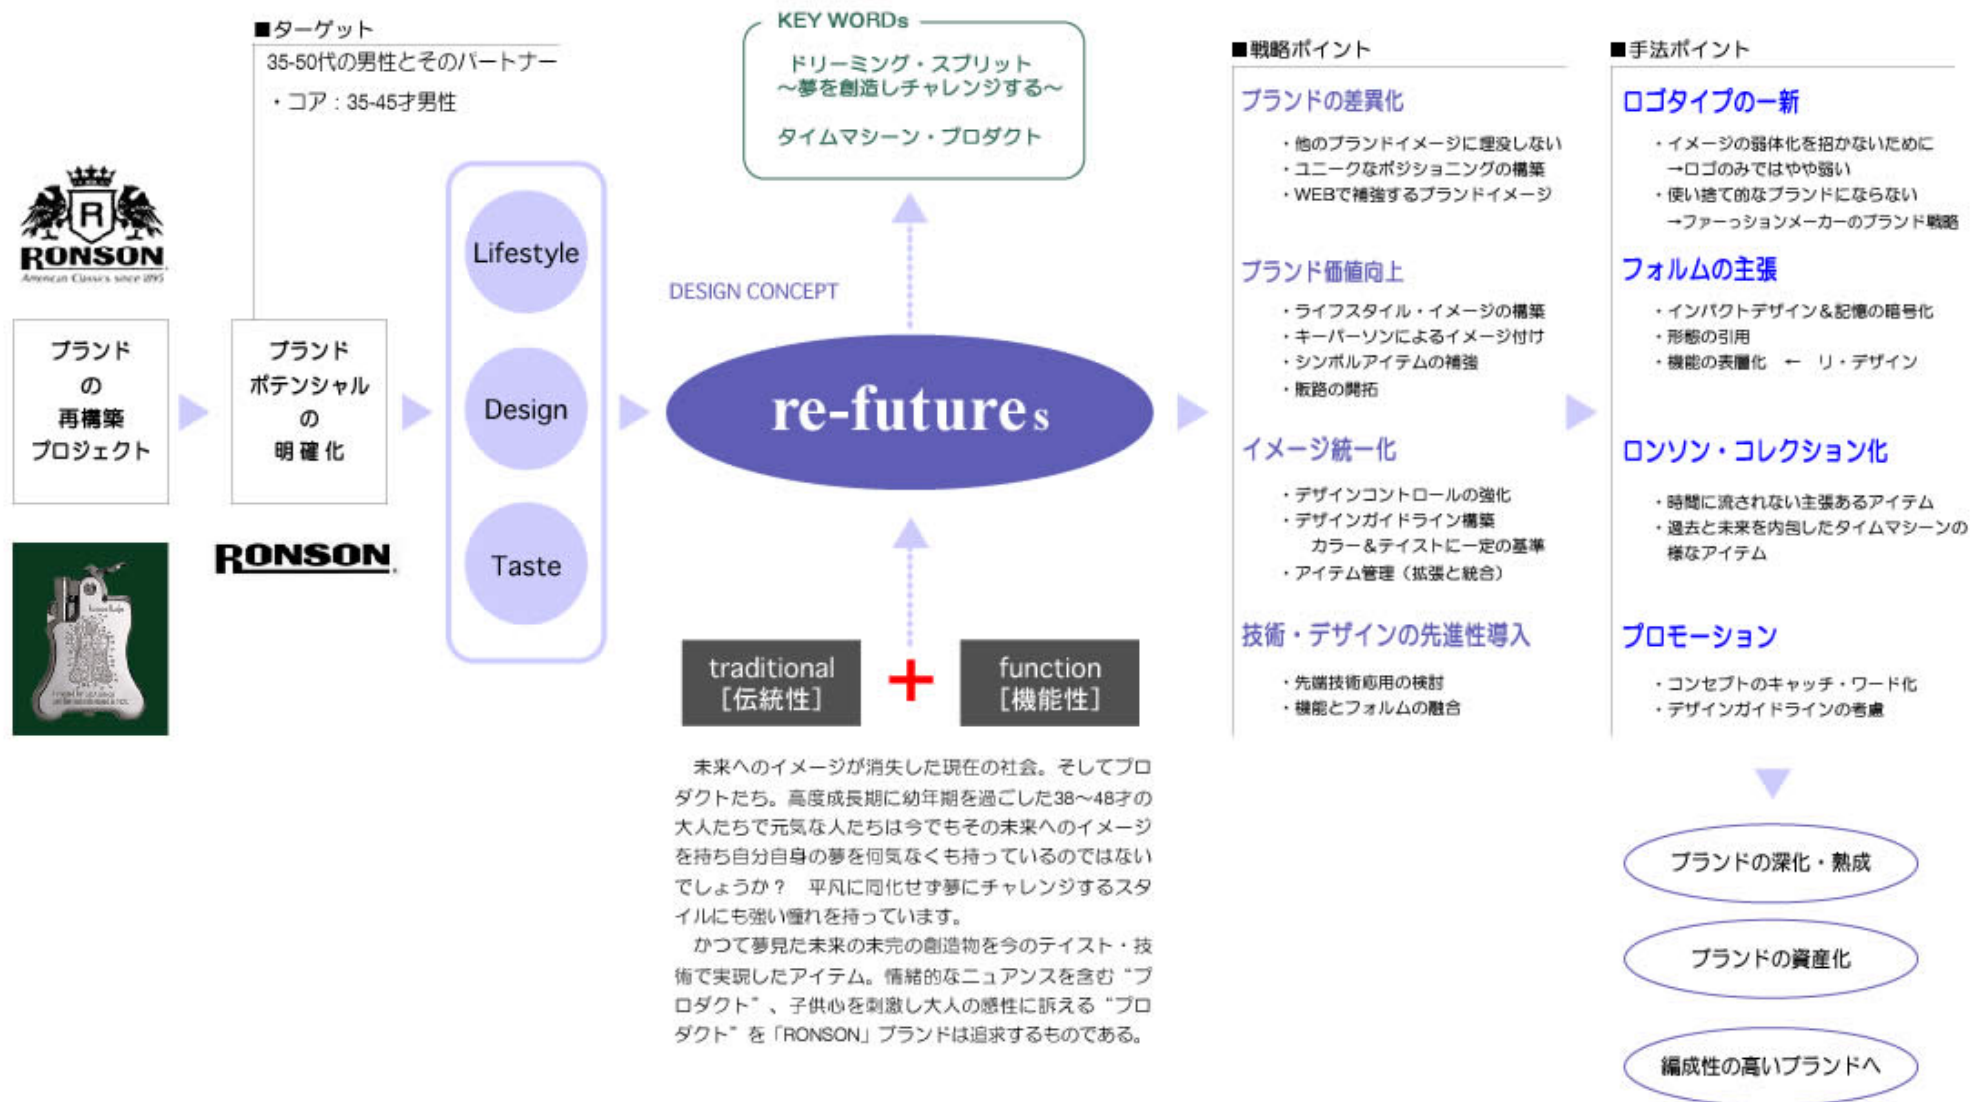 ■ターゲット
35-50代の男性とそのパートナー
・コア：35-45才男性
R
RONSON
American Classics since 1895
ブランド
の
再構築
プロジェクト
ブランド
ポテンシャル
の
明確化
RONSON.
Lifestyle
Design
Taste
KEY WORDs
ドリーミング・スプリット
〜夢を創造しチャレンジする〜
タイムマシーン・プロダクト
DESIGN CONCEPT
re-futures
traditional
［伝統性］
+
function
［機能性］
未来へのイメージが消失した現在の社会。そしてプロ
ダクトたち。高度成長期に幼年期を過ごした38〜48才の
大人たちで元気な人たちは今でもその未来へのイメージ
を持ち自分自身の夢を何気なくも持っているのではない
でしょうか？　平凡に同化せず夢にチャレンジするスタ
イルにも強い憧れを持っています。
かつて夢見た未来の未完の創造物を今のテイスト・技
術で実現したアイテム。情緒的なニュアンスを含む“プ
ロダクト”、子供心を刺激し大人の感性に訴える“プロ
ダクト”を「RONSON」ブランドは追求するものである。
■戦略ポイント
ブランドの差異化
・他のブランドイメージに埋没しない
・ユニークなポジショニングの構築
・WEBで補強するブランドイメージ
ブランド価値向上
・ライフスタイル・イメージの構築
・キーパーソンによるイメージ付け
・シンボルアイテムの補強
・販路の開拓
イメージ統一化
・デザインコントロールの強化
・デザインガイドライン構築
カラー＆テイストに一定の基準
・アイテム管理（拡張と統合）
技術・デザインの先進性導入
・先端技術応用の検討
・機能とフォルムの融合
■手法ポイント
ロゴタイプの一新
・イメージの弱体化を招かないために
→ロゴのみではやや弱い
・使い捨て的なブランドにならない
→ファーっションメーカーのブランド戦略
フォルムの主張
・インパクトデザイン＆記憶の暗号化
・形態の引用
・機能の表層化　←　リ・デザイン
ロンソン・コレクション化
・時間に流されない主張あるアイテム
・過去と未来を内包したタイムマシーンの
様なアイテム
プロモーション
・コンセプトのキャッチ・ワード化
・デザインガイドラインの考慮
ブランドの深化・熟成
ブランドの資産化
編成性の高いブランドへ